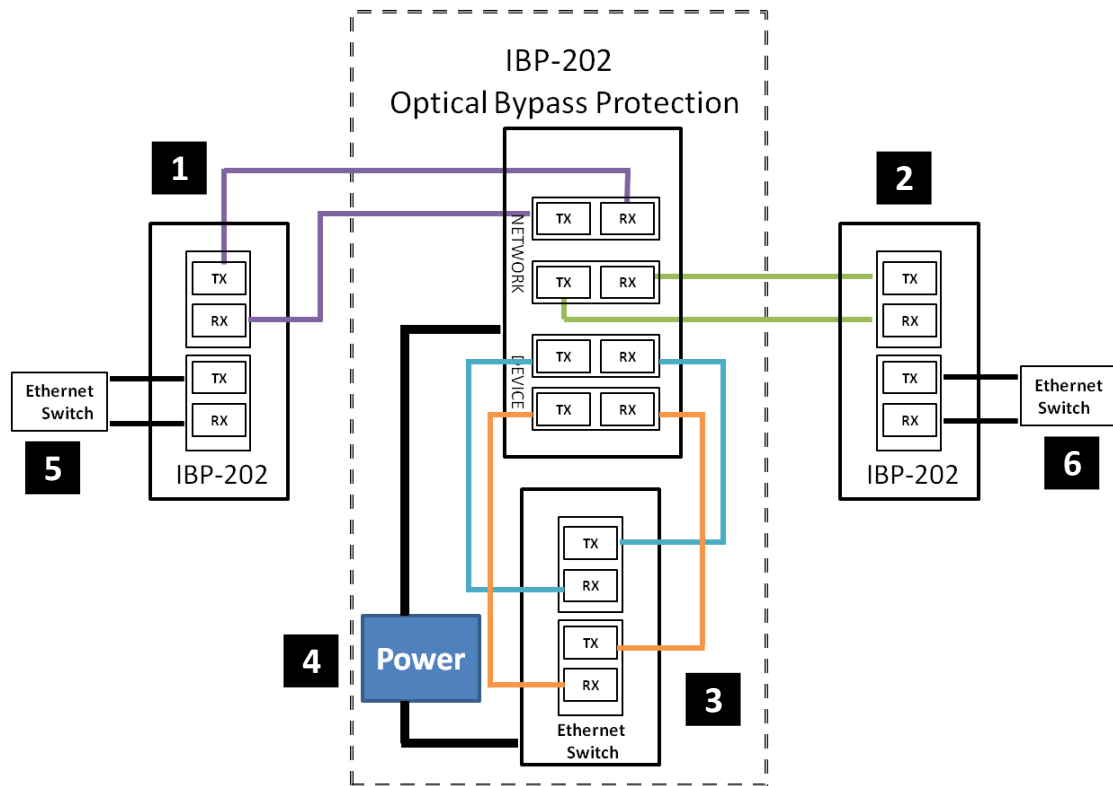 IBP-202
Optical Bypass Protection
1
2
NETWORK
TX RX
TX RX
DEVICE
TX RX
TX RX
TX
RX
TX
RX
IBP-202
Ethernet
Switch
5
TX
RX
TX
RX
IBP-202
Ethernet
Switch
6
TX
RX
TX
RX
Ethernet
Switch
3
4
Power